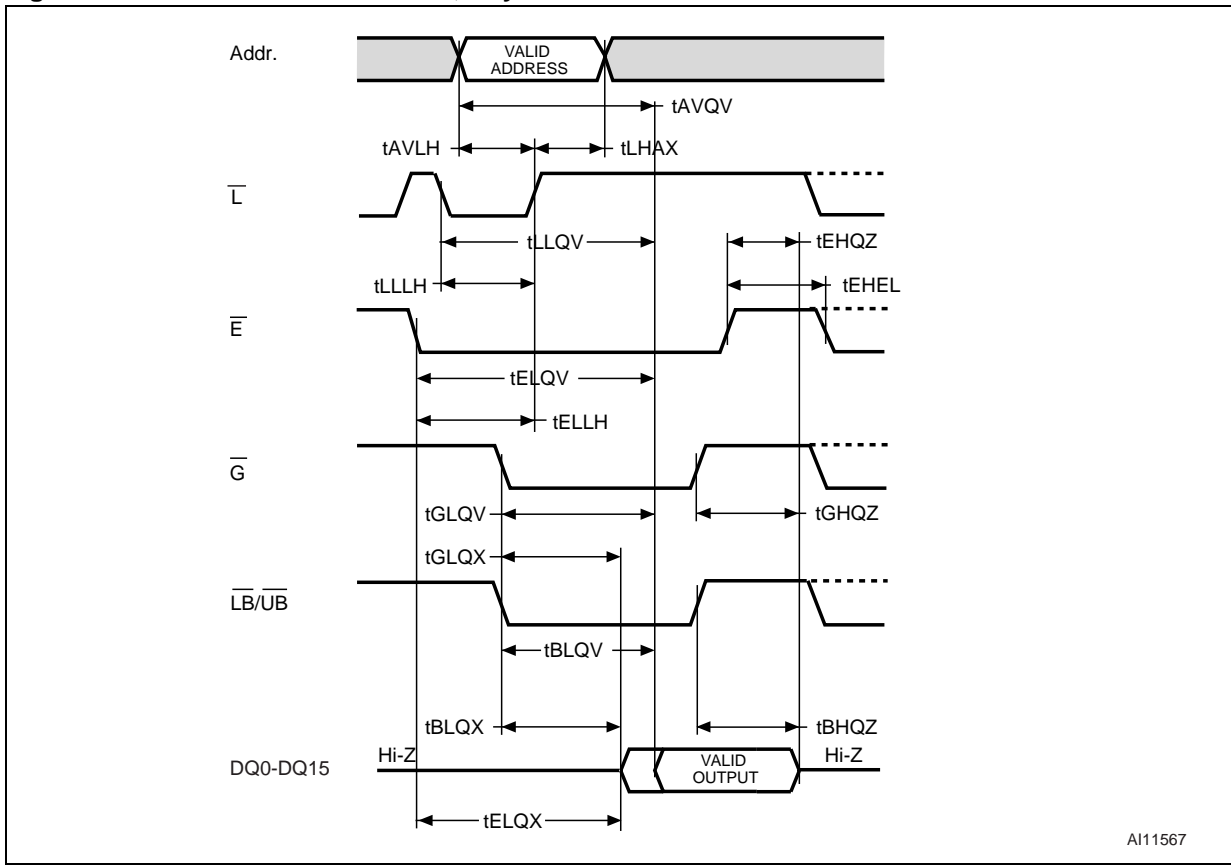 Addr.
VALID
ADDRESS
tAVQV
tAVLH
tLHAX
L
tLLQV
tEHQZ
tLLLH
tEHEL
E
tELQV
tELLH
G
tGLQV
tGHQZ
tGLQX
LB/UB
tBLQV
tBLQX
tBHQZ
Hi-Z
VALID
OUTPUT
Hi-Z
DQ0-DQ15
tELQX
AI11567